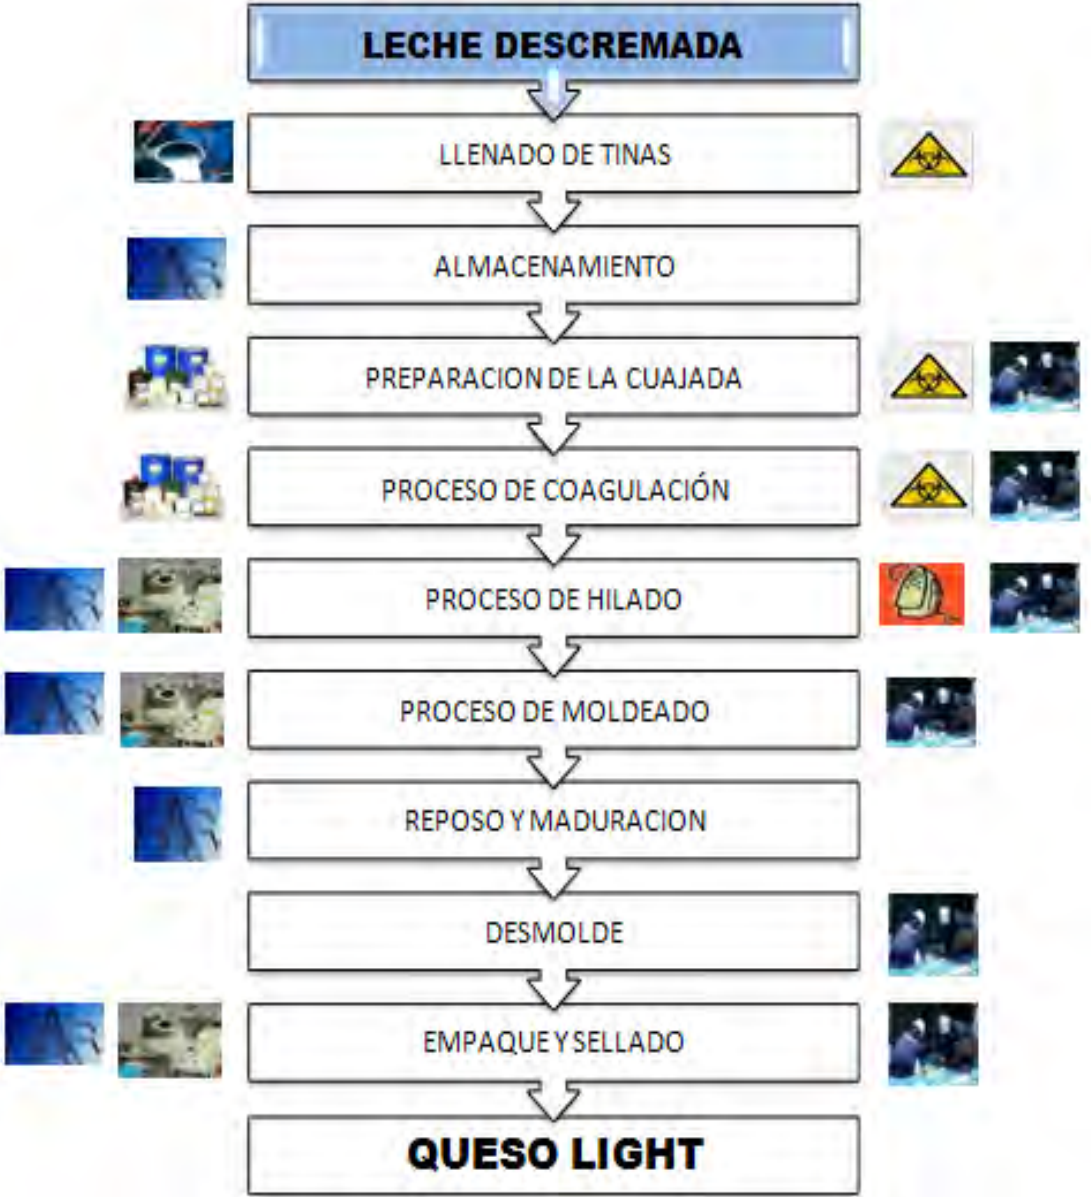 LECHE DESCREMADA
LLENADO DE TINAS
ALMACENAMIENTO
PREPARACION DE LA CUAJADA
PROCESO DE COAGULACIÓN
PROCESO DE HILADO
PROCESO DE MOLDEADO
REPOSO Y MADURACION
DESMOLDE
EMPAQUE Y SELLADO
QUESO LIGHT